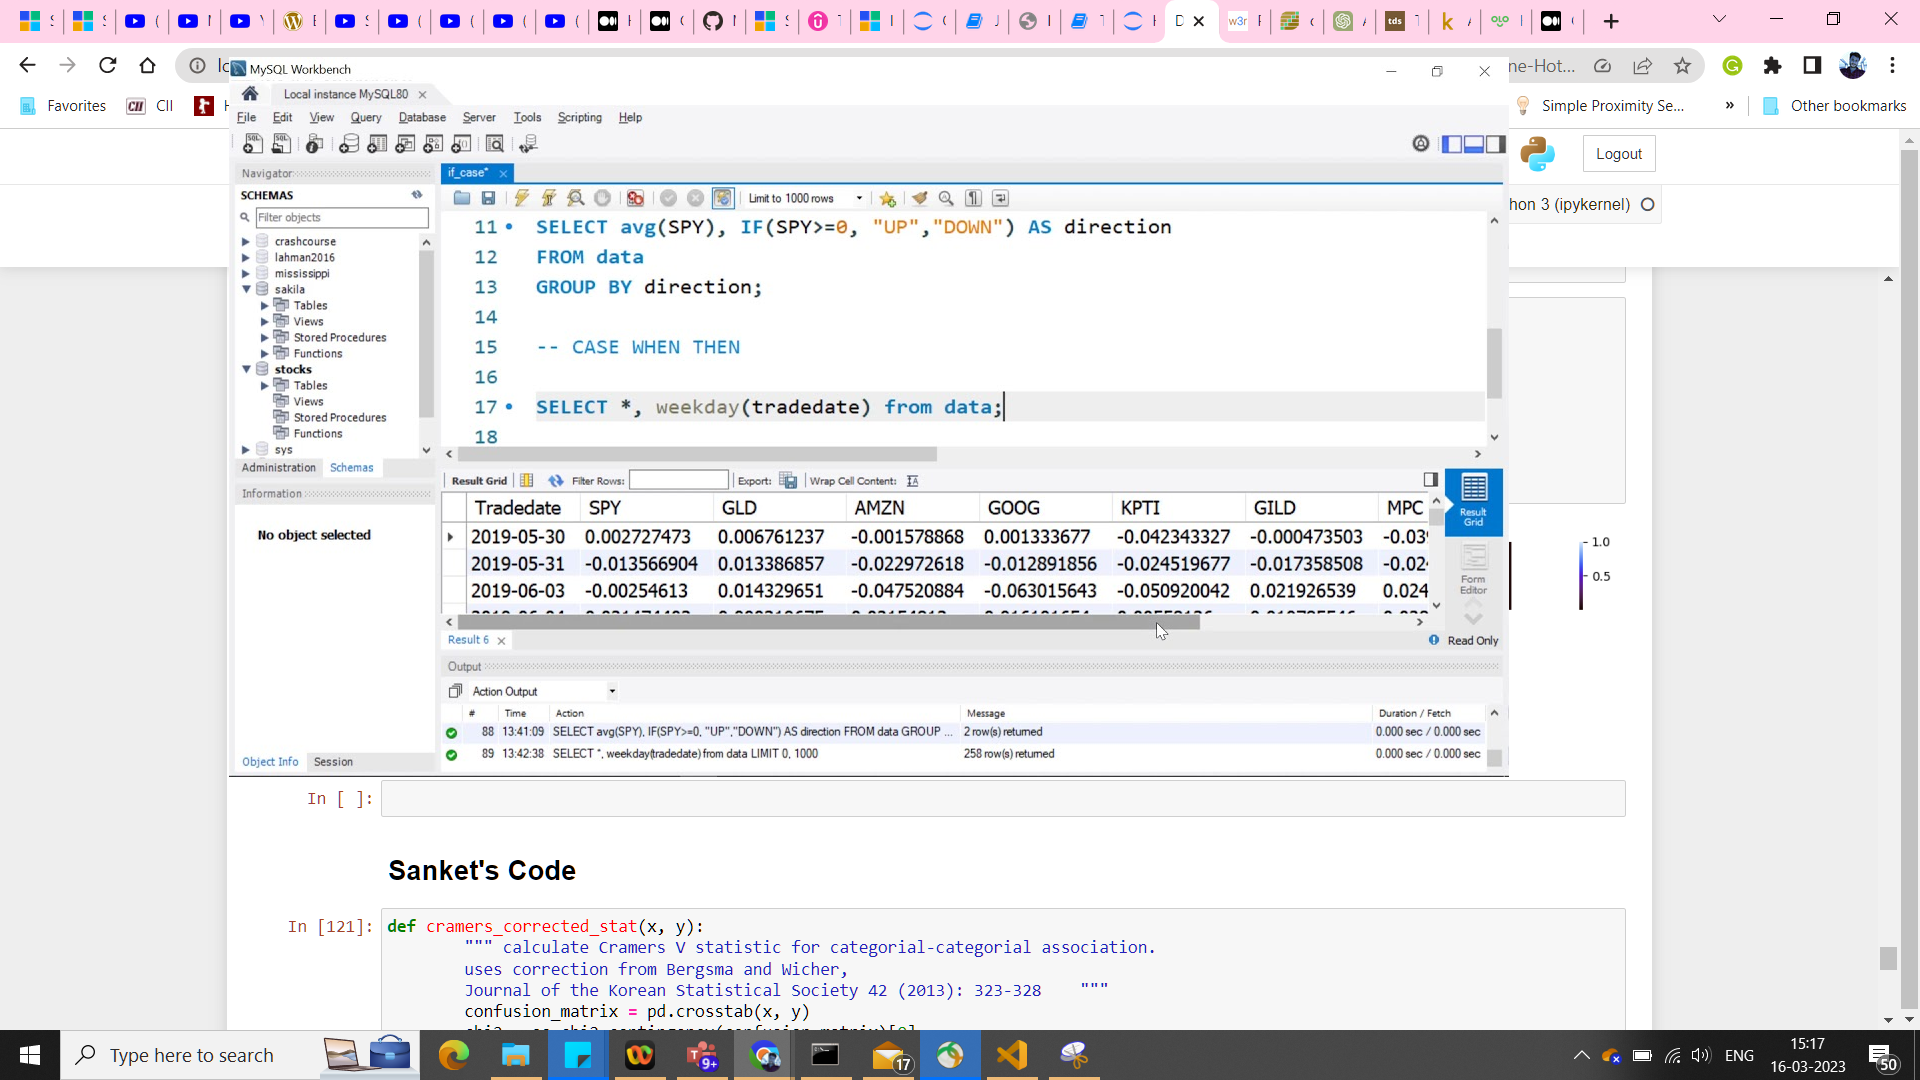 MySQL Workbench
Local instance MySQL80
File Edit View Query Database Server Tools Scripting Help
ne-Hot...
Favorites CII
Simple Proximity Se...
»
Other bookmarks
Logout
hon 3 (ipykernel)
Navigator
SCHEMAS
Filter objects
crashcourse
lahman2016
mississippi
sakila
Tables
Views
Stored Procedures
Functions
stocks
Tables
Views
Stored Procedures
Functions
sys
Administration Schemas
Information
No object selected
Object Info Session
if_case*
Limit to 1000 rows
11 SELECT avg(SPY), IF(SPY>=0, "UP","DOWN") AS direction
12 FROM data
13 GROUP BY direction;
14
15 -- CASE WHEN THEN
16
17 SELECT *, weekday(tradedate) from data;
18
Result Grid Filter Rows: Export: Wrap Cell Content:
Tradedate SPY GLD AMZN GOOG KPTI GILD MPC
2019-05-30 0.002727473 0.006761237 -0.001578868 0.001333677 -0.042343327 -0.000473503 -0.039
2019-05-31 -0.013566904 0.013386857 -0.022972618 -0.012891856 -0.024519677 -0.017358508 -0.024
2019-06-03 -0.00254613 0.014329651 -0.047520884 -0.063015643 -0.050920042 0.021926539 0.024
Result Grid
Form Editor
Result 6
Read Only
Output
Action Output
# Time Action Message Duration / Fetch
88 13:41:09 SELECT avg(SPY), IF(SPY>=0, "UP","DOWN") AS direction FROM data GROUP ... 2 row(s) returned 0.000 sec / 0.000 sec
89 13:42:38 SELECT *, weekday(tradedate) from data LIMIT 0, 1000 258 row(s) returned 0.000 sec / 0.000 sec
1.0
0.5
In [ ]:
Sanket's Code
In [121]: def cramers_corrected_stat(x, y):
""" calculate Cramers V statistic for categorial-categorial association.
uses correction from Bergsma and Wicher,
Journal of the Korean Statistical Society 42 (2013): 323-328 """
confusion_matrix = pd.crosstab(x, y)
Type here to search
9+
17
ENG
15:17
16-03-2023
50